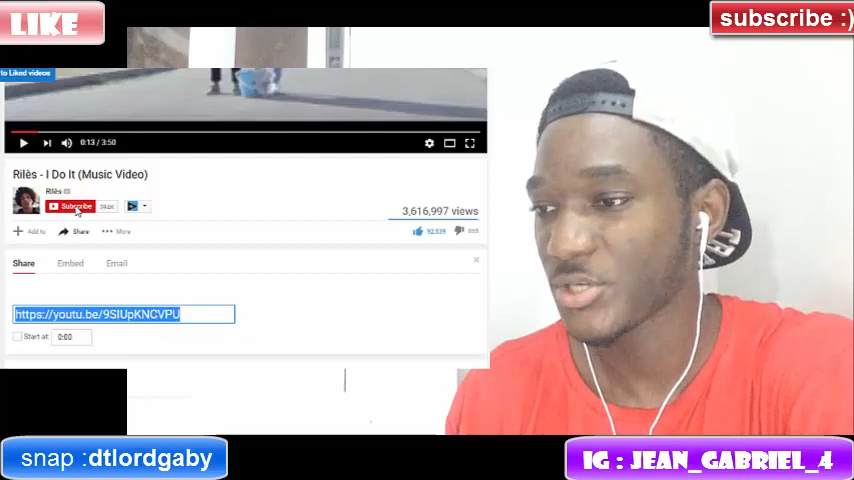 LIKE
subscribe :)
to Liked videos
0:13 / 3:50
Rilès - I Do It (Music Video)
Rilès
Subscribe
3,616,997 views
Add to
Share
More
92,539
Share
Embed
Email
https://youtu.be/9SIUpKNCVPU
Start at:
0:00
snap :dtlordgaby
IG : JEAN_GABRIEL_4